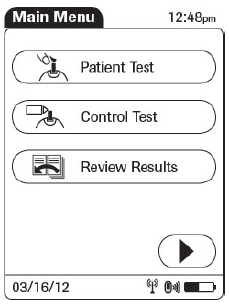 Main Menu 12:48pm
Patient Test
Control Test
Review Results
03/16/12